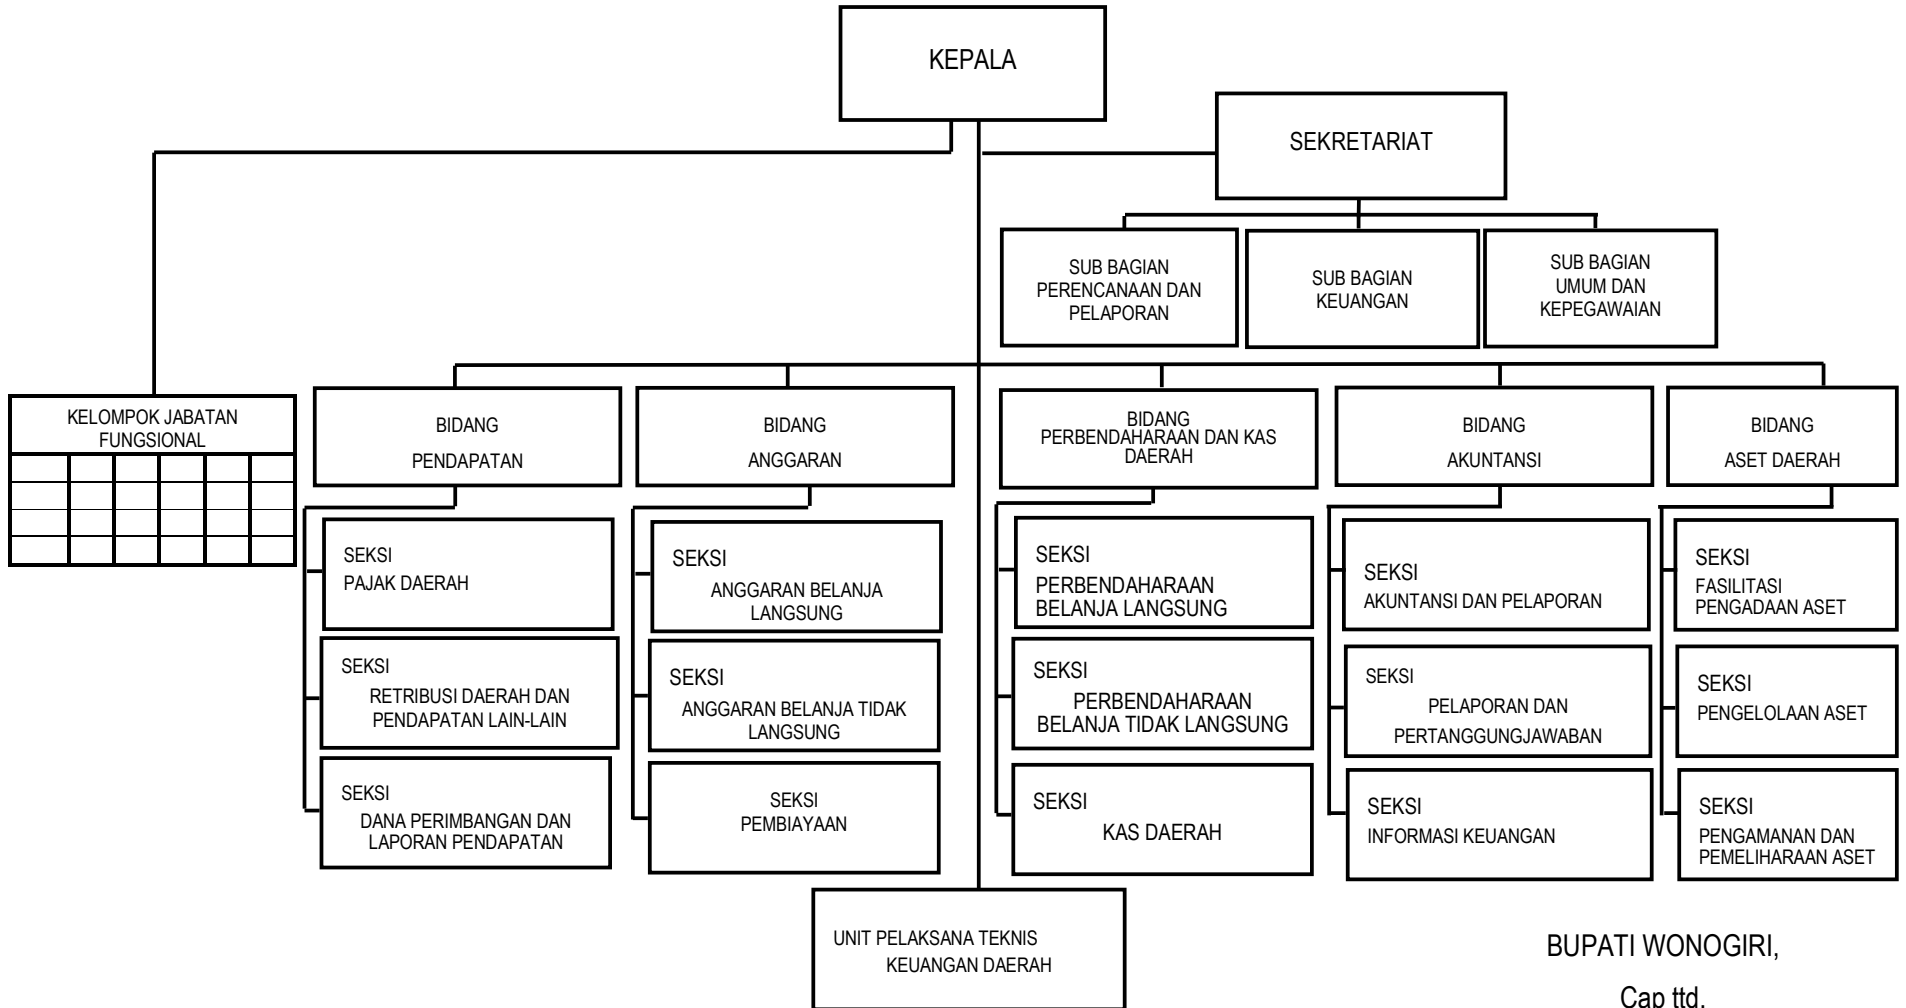 KEPALA
SEKRETARIAT
SUB BAGIAN
PERENCANAAN DAN
PELAPORAN
SUB BAGIAN
KEUANGAN
SUB BAGIAN
UMUM DAN
KEPEGAWAIAN
KELOMPOK JABATAN
FUNGSIONAL
BIDANG
PENDAPATAN
BIDANG
ANGGARAN
BIDANG
PERBENDAHARAAN DAN KAS
DAERAH
BIDANG
AKUNTANSI
BIDANG
ASET DAERAH
SEKSI
PAJAK DAERAH
SEKSI
RETRIBUSI DAERAH DAN
PENDAPATAN LAIN-LAIN
SEKSI
DANA PERIMBANGAN DAN
LAPORAN PENDAPATAN
SEKSI
ANGGARAN BELANJA
LANGSUNG
SEKSI
ANGGARAN BELANJA TIDAK
LANGSUNG
SEKSI
PEMBIAYAAN
SEKSI
PERBENDAHARAAN
BELANJA LANGSUNG
SEKSI
PERBENDAHARAAN
BELANJA TIDAK LANGSUNG
SEKSI
KAS DAERAH
SEKSI
AKUNTANSI DAN PELAPORAN
SEKSI
PELAPORAN DAN
PERTANGGUNGJAWABAN
SEKSI
INFORMASI KEUANGAN
SEKSI
FASILITASI
PENGADAAN ASET
SEKSI
PENGELOLAAN ASET
SEKSI
PENGAMANAN DAN
PEMELIHARAAN ASET
UNIT PELAKSANA TEKNIS
KEUANGAN DAERAH
BUPATI WONOGIRI,
Cap ttd.